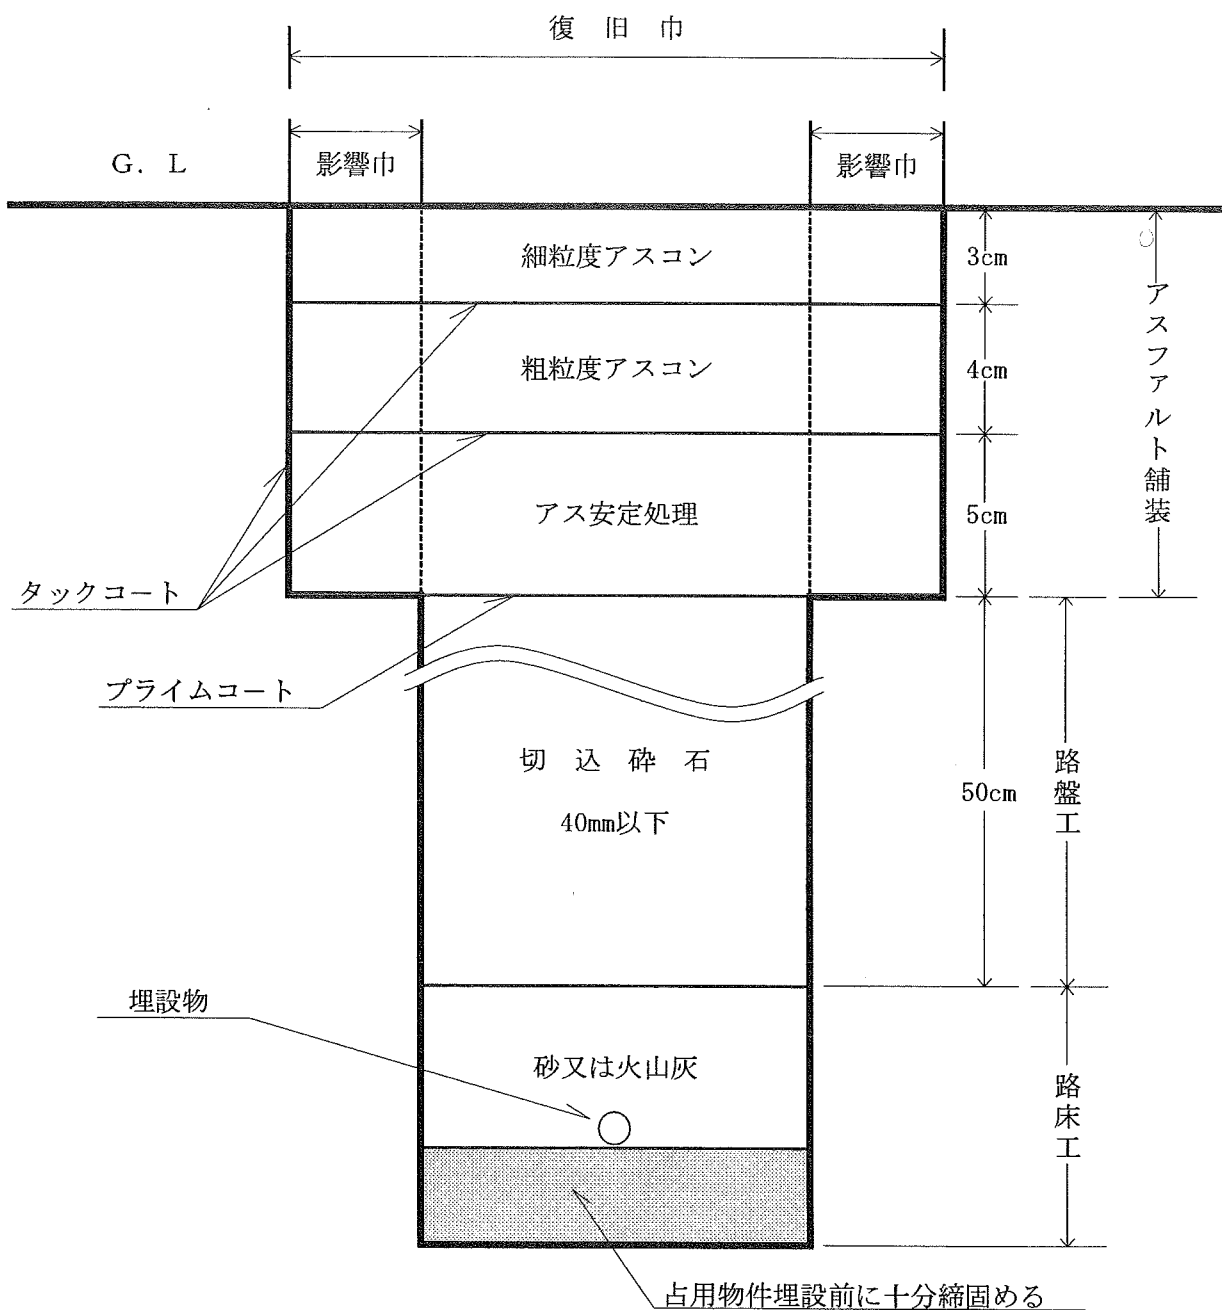 復旧巾
G.L
影響巾
影響巾
細粒度アスコン
3cm
粗粒度アスコン
4cm
アス安定処理
5cm
アスファルト舗装
タックコート
プライムコート
切込砕石
40mm以下
50cm
路盤工
埋設物
砂又は火山灰
路床工
占用物件埋設前に十分締固める